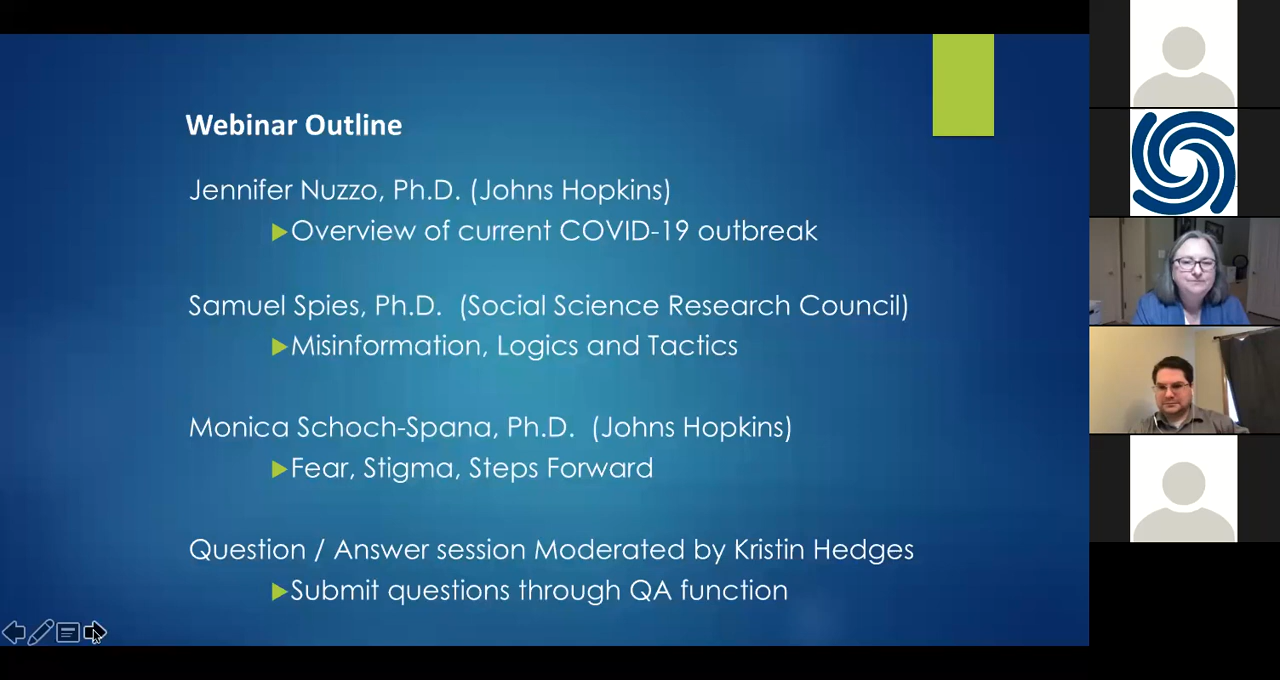 Webinar Outline
Jennifer Nuzzo, Ph.D. (Johns Hopkins)
Overview of current COVID-19 outbreak
Samuel Spies, Ph.D. (Social Science Research Council)
Misinformation, Logics and Tactics
Monica Schoch-Spana, Ph.D. (Johns Hopkins)
Fear, Stigma, Steps Forward
Question / Answer session Moderated by Kristin Hedges
Submit questions through QA function